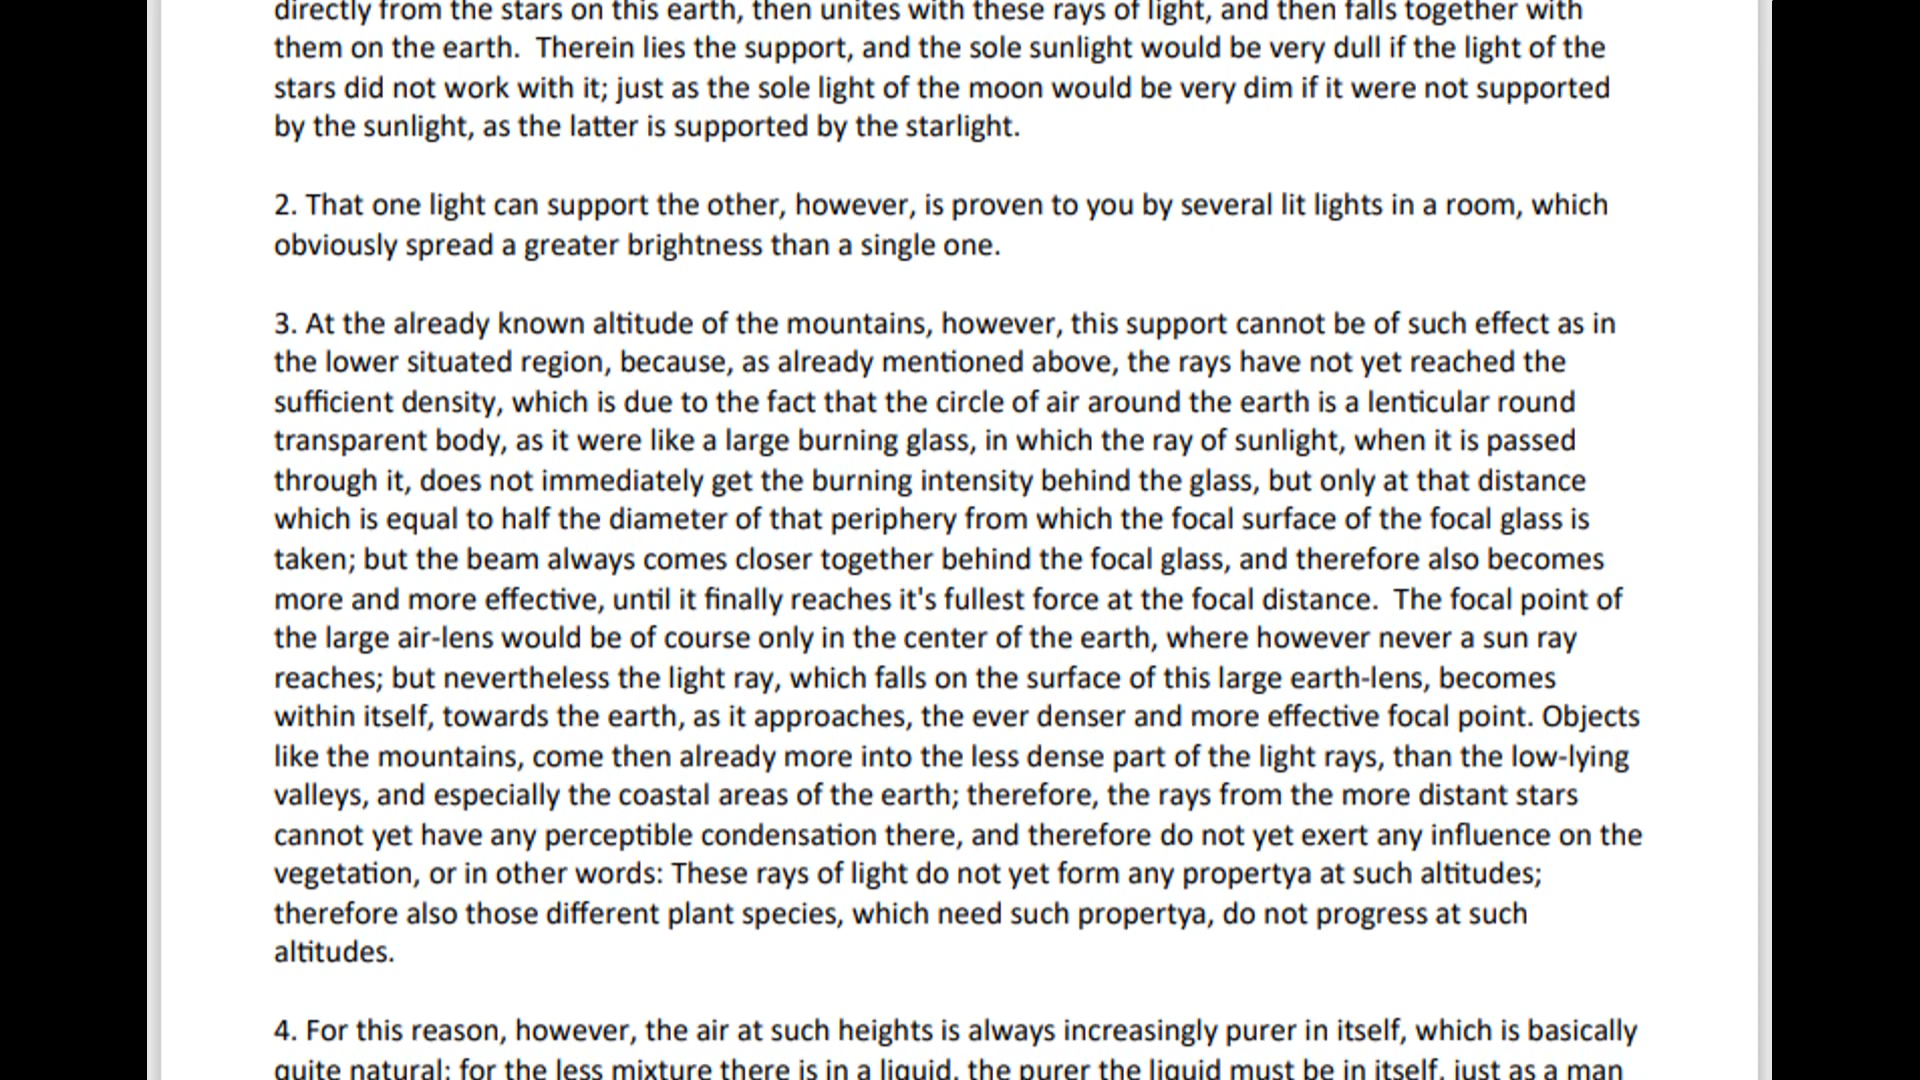 directly from the stars on this earth, then unites with these rays of light, and then falls together with
them on the earth.  Therein lies the support, and the sole sunlight would be very dull if the light of the
stars did not work with it; just as the sole light of the moon would be very dim if it were not supported
by the sunlight, as the latter is supported by the starlight.
2. That one light can support the other, however, is proven to you by several lit lights in a room, which
obviously spread a greater brightness than a single one.
3. At the already known altitude of the mountains, however, this support cannot be of such effect as in
the lower situated region, because, as already mentioned above, the rays have not yet reached the
sufficient density, which is due to the fact that the circle of air around the earth is a lenticular round
transparent body, as it were like a large burning glass, in which the ray of sunlight, when it is passed
through it, does not immediately get the burning intensity behind the glass, but only at that distance
which is equal to half the diameter of that periphery from which the focal surface of the focal glass is
taken; but the beam always comes closer together behind the focal glass, and therefore also becomes
more and more effective, until it finally reaches it's fullest force at the focal distance.  The focal point of
the large air-lens would be of course only in the center of the earth, where however never a sun ray
reaches; but nevertheless the light ray, which falls on the surface of this large earth-lens, becomes
within itself, towards the earth, as it approaches, the ever denser and more effective focal point. Objects
like the mountains, come then already more into the less dense part of the light rays, than the low-lying
valleys, and especially the coastal areas of the earth; therefore, the rays from the more distant stars
cannot yet have any perceptible condensation there, and therefore do not yet exert any influence on the
vegetation, or in other words: These rays of light do not yet form any propertya at such altitudes;
therefore also those different plant species, which need such propertya, do not progress at such
altitudes.
4. For this reason, however, the air at such heights is always increasingly purer in itself, which is basically
quite natural; for the less mixture there is in a liquid, the purer the liquid must be in itself, just as a man